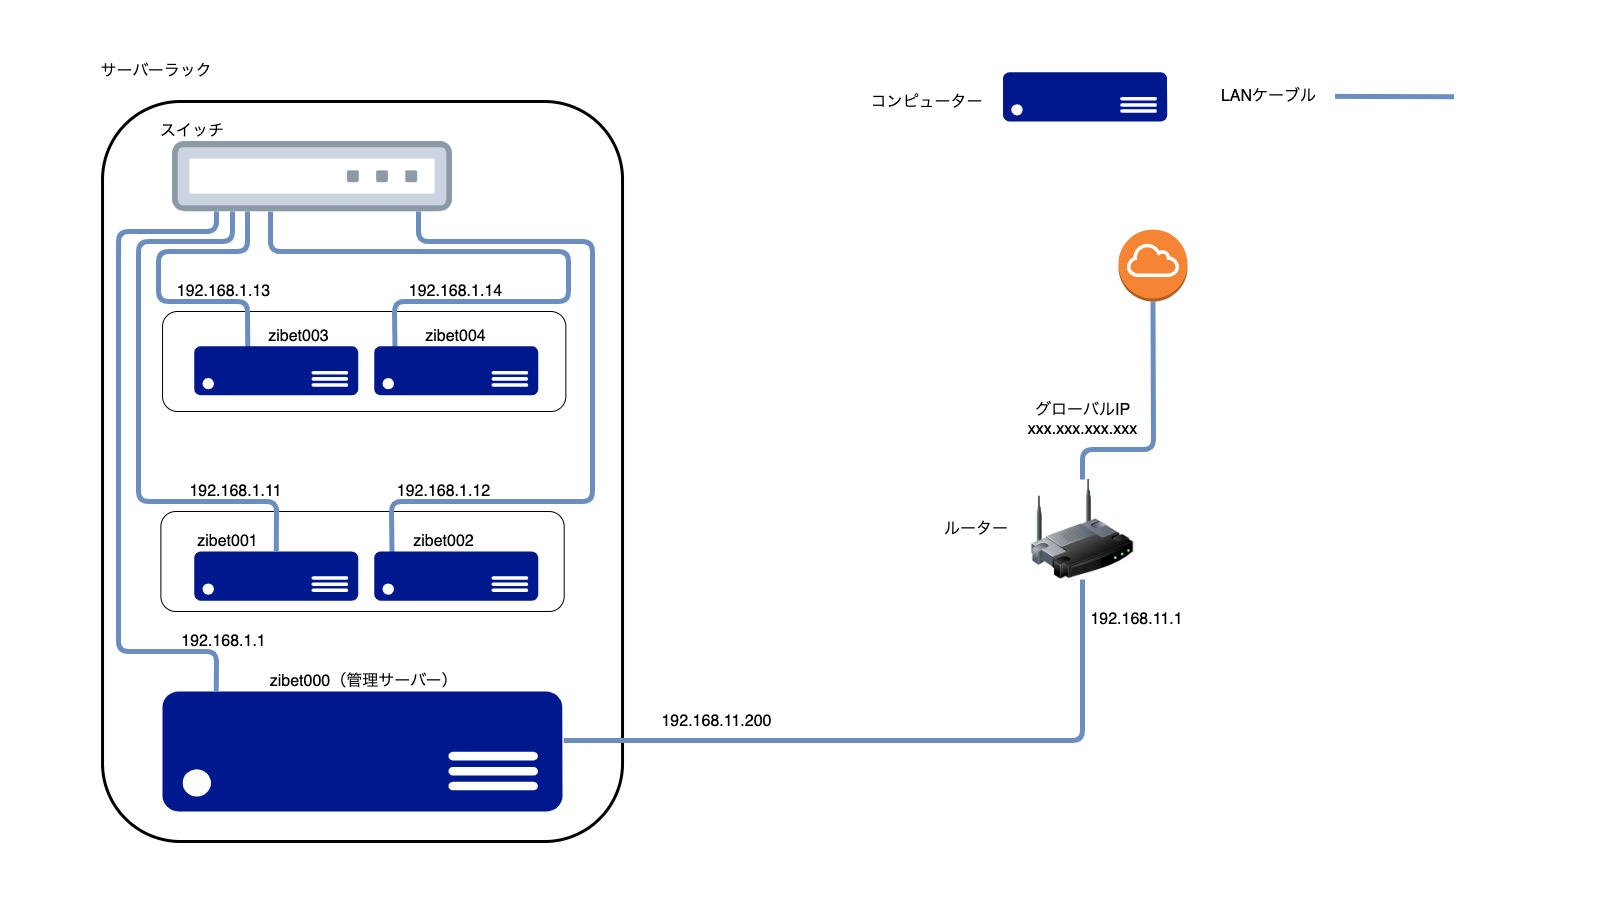 サーバーラック
コンピューター
LANケーブル
スイッチ
192.168.1.13
192.168.1.14
zibet003
zibet004
グローバルIP
xxx.xxx.xxx.xxx
192.168.1.11
192.168.1.12
ルーター
zibet001
zibet002
192.168.11.1
192.168.1.1
zibet000（管理サーバー）
192.168.11.200